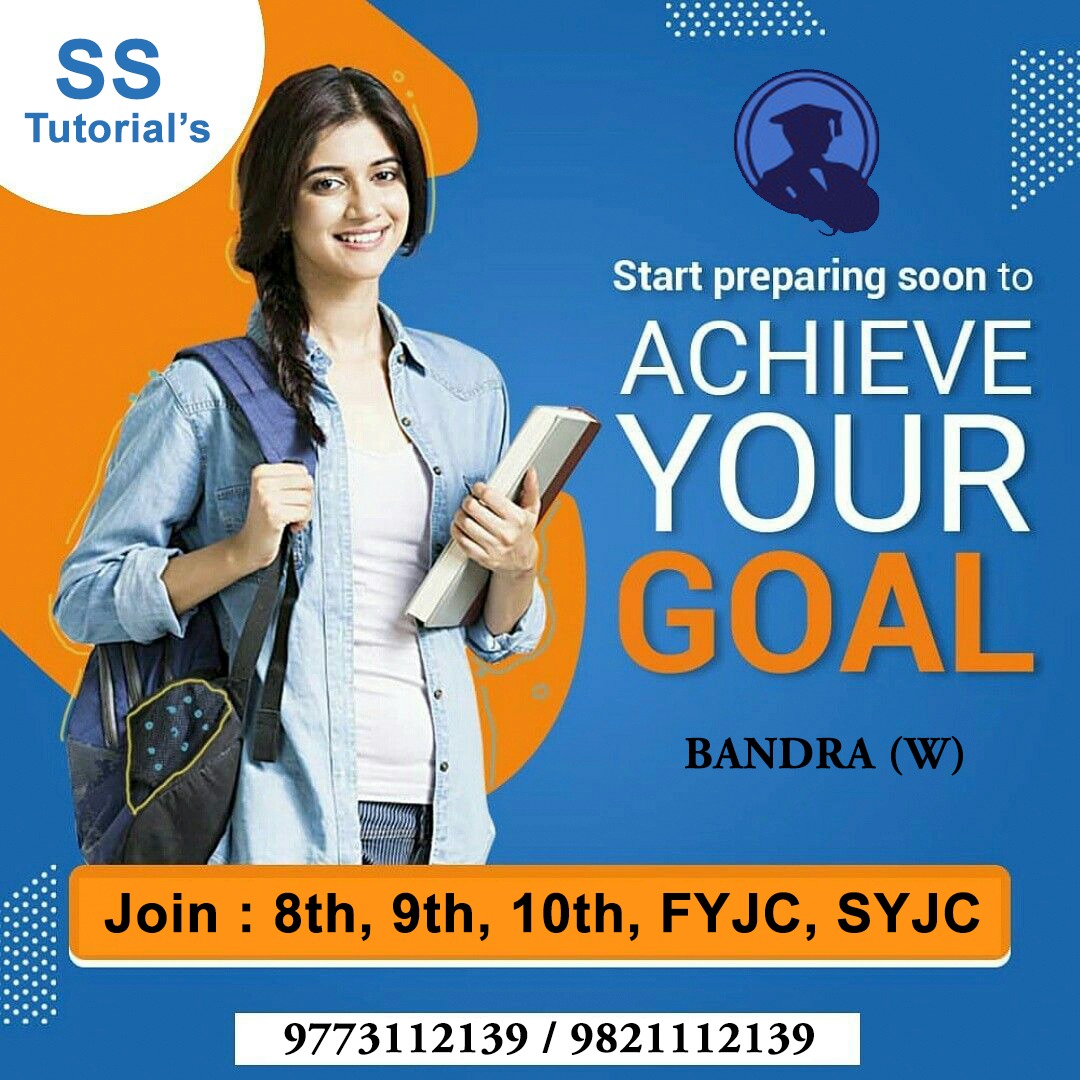 SS
Tutorial's
Start preparing soon to
ACHIEVE
YOUR
GOAL
BANDRA (W)
Join : 8th, 9th, 10th, FYJC, SYJC
9773112139 / 9821112139